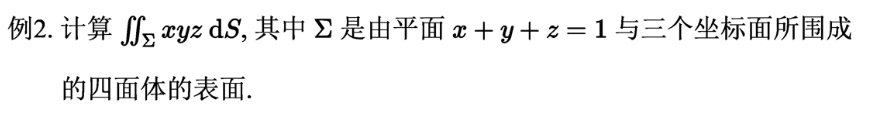 例2. 计算 ∬_Σ xyz dS, 其中 Σ 是由平面 x + y + z = 1 与三个坐标面所围成
的四面体的表面.